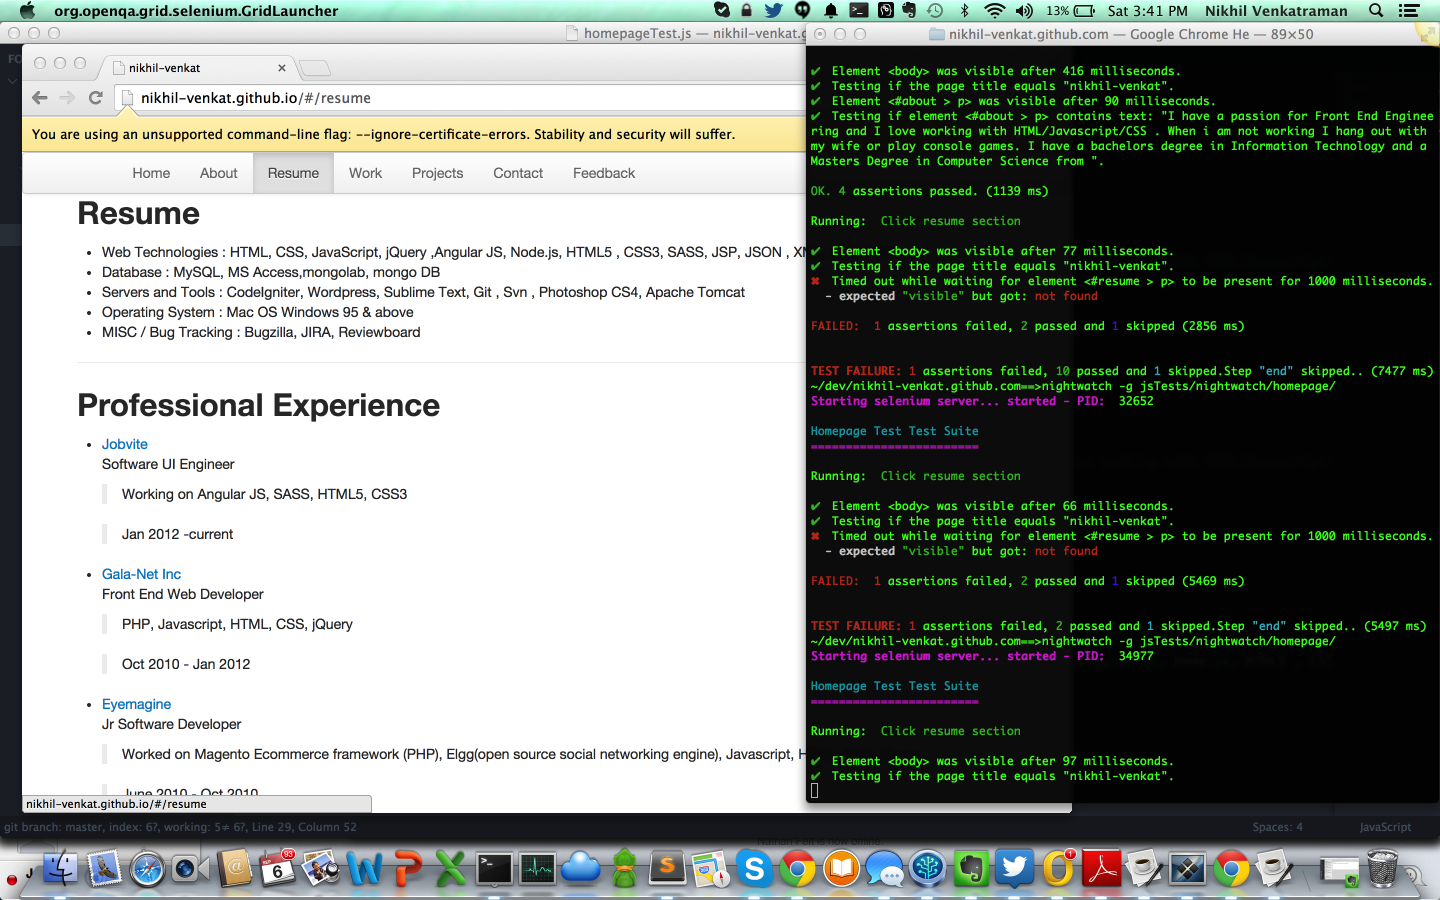 org.openqa.grid.selenium.GridLauncher
13%
Sat 3:41 PM
Nikhil Venkatraman
homepageTest.js — nikhil-venkat.g
nikhil-venkat
nikhil-venkat.github.io/#/resume
You are using an unsupported command-line flag: --ignore-certificate-errors. Stability and security will suffer.
Home
About
Resume
Work
Projects
Contact
Feedback
Resume
• Web Technologies : HTML, CSS, JavaScript, jQuery ,Angular JS, Node.js, HTML5 , CSS3, SASS, JSP, JSON , XM
• Database : MySQL, MS Access,mongolab, mongo DB
• Servers and Tools : CodeIgniter, Wordpress, Sublime Text, Git , Svn , Photoshop CS4, Apache Tomcat
• Operating System : Mac OS Windows 95 & above
• MISC / Bug Tracking : Bugzilla, JIRA, Reviewboard
Professional Experience
• Jobvite
Software UI Engineer
Working on Angular JS, SASS, HTML5, CSS3
Jan 2012 -current
• Gala-Net Inc
Front End Web Developer
PHP, Javascript, HTML, CSS, jQuery
Oct 2010 - Jan 2012
• Eyemagine
Jr Software Developer
Worked on Magento Ecommerce framework (PHP), Elgg(open source social networking engine), Javascript, H
June 2010 - Oct 2010
nikhil-venkat.github.io/#/resume
git branch: master, index: 6?, working: 5≠ 6?, Line 29, Column 52
Spaces: 4
JavaScript
nikhil-venkat.github.com — Google Chrome He — 89×50
✔ Element <body> was visible after 416 milliseconds.
✔ Testing if the page title equals "nikhil-venkat".
✔ Element <#about > p> was visible after 90 milliseconds.
✔ Testing if element <#about > p> contains text: "I have a passion for Front End Enginee
ring and I love working with HTML/Javascript/CSS . When i am not working I hang out with
my wife or play console games. I have a bachelors degree in Information Technology and a
Masters Degree in Computer Science from ".
OK. 4 assertions passed. (1139 ms)
Running: Click resume section
✔ Element <body> was visible after 77 milliseconds.
✔ Testing if the page title equals "nikhil-venkat".
✖ Timed out while waiting for element <#resume > p> to be present for 1000 milliseconds.
- expected "visible" but got: not found
FAILED: 1 assertions failed, 2 passed and 1 skipped (2856 ms)
TEST FAILURE: 1 assertions failed, 10 passed and 1 skipped.Step "end" skipped.. (7477 ms)
~/dev/nikhil-venkat.github.com==>nightwatch -g jsTests/nightwatch/homepage/
Starting selenium server... started - PID: 32652
Homepage Test Test Suite
========================
Running: Click resume section
✔ Element <body> was visible after 66 milliseconds.
✔ Testing if the page title equals "nikhil-venkat".
✖ Timed out while waiting for element <#resume > p> to be present for 1000 milliseconds.
- expected "visible" but got: not found
FAILED: 1 assertions failed, 2 passed and 1 skipped (5469 ms)
TEST FAILURE: 1 assertions failed, 2 passed and 1 skipped.Step "end" skipped.. (5497 ms)
~/dev/nikhil-venkat.github.com==>nightwatch -g jsTests/nightwatch/homepage/
Starting selenium server... started - PID: 34977
Homepage Test Test Suite
========================
Running: Click resume section
✔ Element <body> was visible after 97 milliseconds.
✔ Testing if the page title equals "nikhil-venkat".
93
6
1